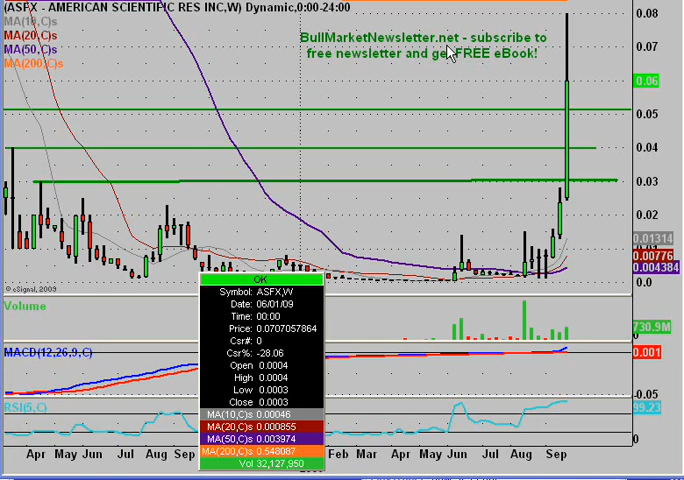 (ASFX - AMERICAN SCIENTIFIC RES INC,W) Dynamic,0:00-24:00
MA(10,C)s
MA(20,C)s
MA(50,C)s
MA(200,C)s
BullMarketNewsletter.net - subscribe to
free newsletter and get FREE eBook!
0.08
0.07
0.06
0.05
0.04
0.03
0.02
0.01
0.01314
0.00776
0.004384
0.0
© eSignal, 2009
Volume
730.9M
0
MACD(12,26,9,C)
0.001
-0.05
RSI(5,C)
99.23
0
OK
Symbol: ASFX,W
Date: 06/01/09
Time: 00:00
Price: 0.0707057864
Csr#: 0
Csr%: -28.06
Open 0.0004
High 0.0004
Low 0.0003
Close 0.0003
MA(10,C)s 0.00046
MA(20,C)s 0.000855
MA(50,C)s 0.003974
MA(200,C)s 0.548087
Vol 32,127,950
May Jun Jul Aug Sep Feb Mar Apr May Jun Jul Aug Sep